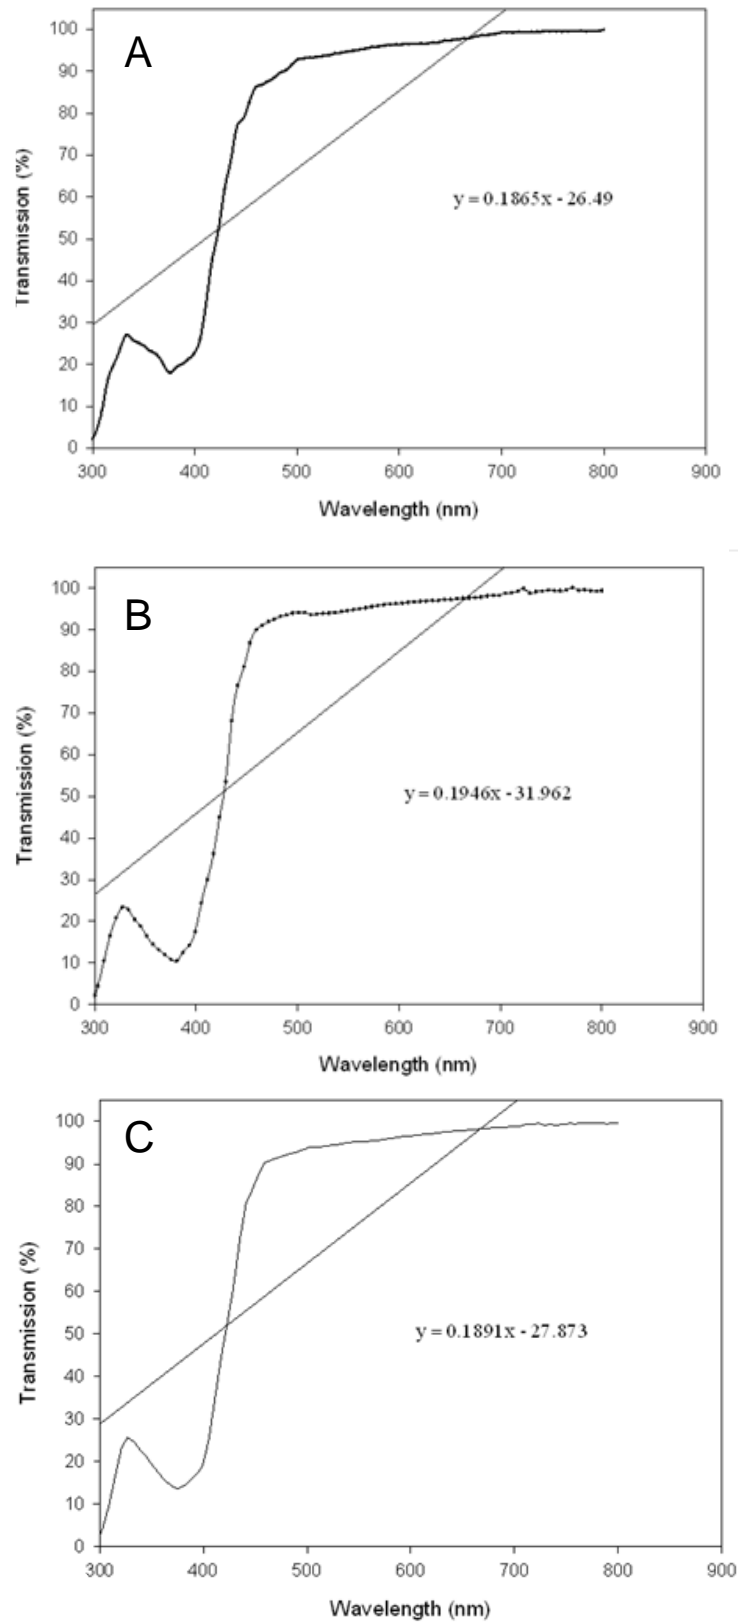 A
100
90
80
70
60
50
40
30
20
10
0
Transmission (%)
y = 0.1865x - 26.49
300 400 500 600 700 800 900
Wavelength (nm)
B
100
90
80
70
60
50
40
30
20
10
0
Transmission (%)
y = 0.1946x - 31.962
300 400 500 600 700 800 900
Wavelength (nm)
C
100
90
80
70
60
50
40
30
20
10
0
Transmission (%)
y = 0.1891x - 27.873
300 400 500 600 700 800 900
Wavelength (nm)